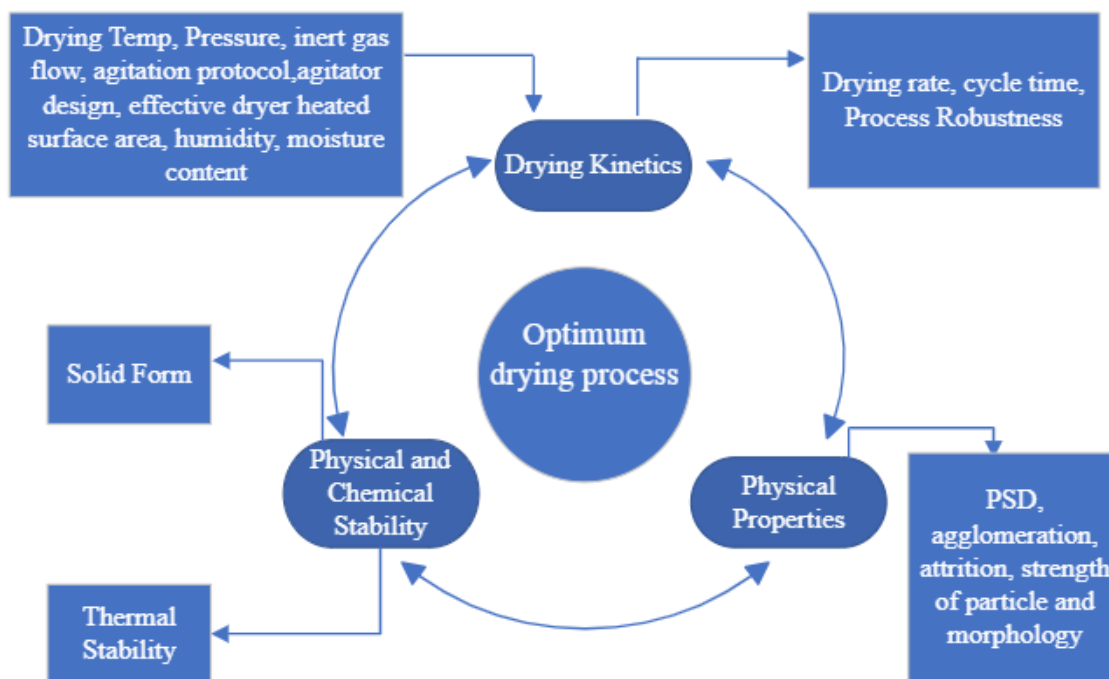 Drying Temp, Pressure, inert gas
flow, agitation protocol,agitator
design, effective dryer heated
surface area, humidity, moisture
content
Drying rate, cycle time,
Process Robustness
Drying Kinetics
Optimum
drying process
Solid Form
Physical and
Chemical
Stability
Physical
Properties
PSD,
agglomeration,
attrition, strength
of particle and
morphology
Thermal
Stability